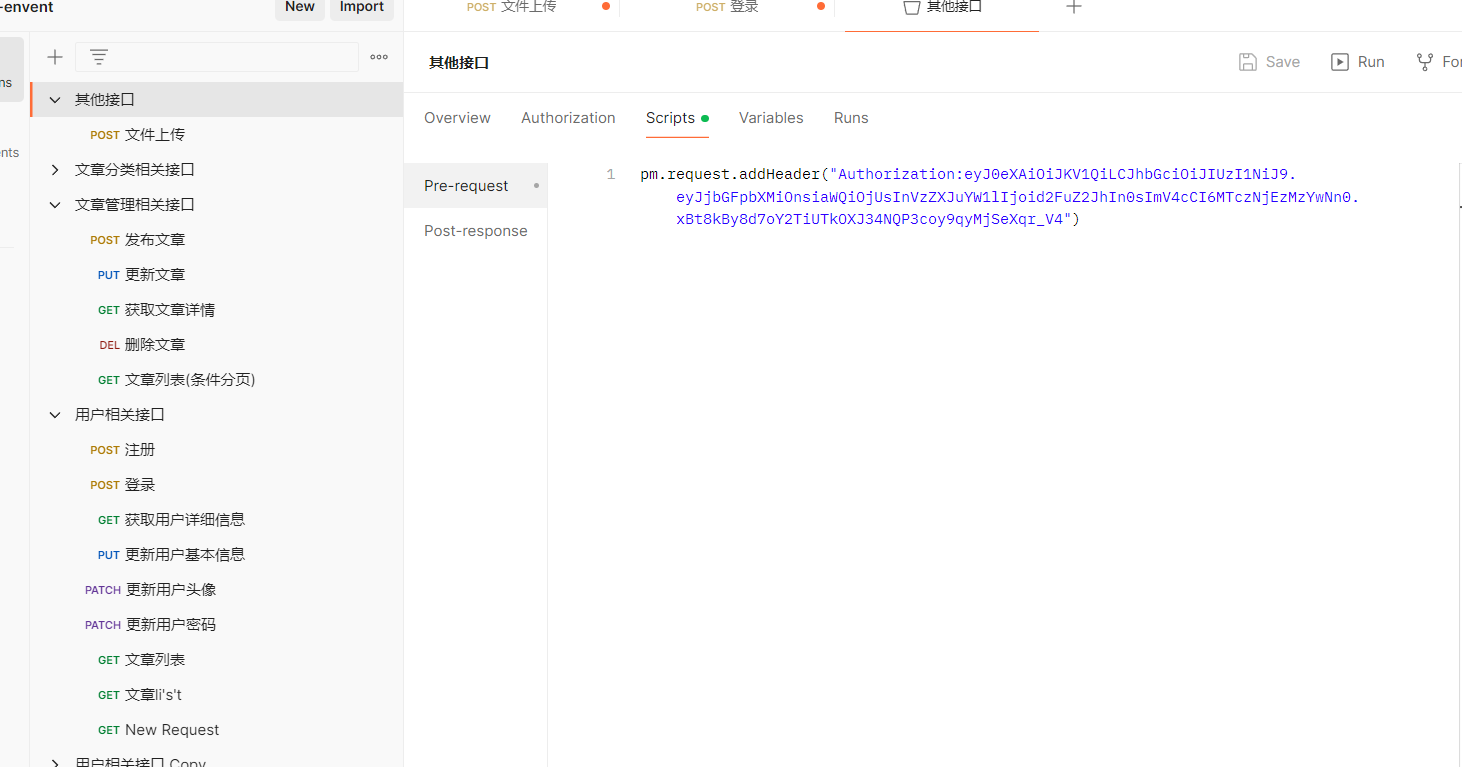 -envent
New
Import
POST 文件上传
POST 登录
其他接口
ns
ents
其他接口
POST 文件上传
文章分类相关接口
文章管理相关接口
POST 发布文章
PUT 更新文章
GET 获取文章详情
DEL 删除文章
GET 文章列表(条件分页)
用户相关接口
POST 注册
POST 登录
GET 获取用户详细信息
PUT 更新用户基本信息
PATCH 更新用户头像
PATCH 更新用户密码
GET 文章列表
GET 文章li's't
GET New Request
用户相关接口 Copy
其他接口
Save
Run
For
Overview
Authorization
Scripts
Variables
Runs
Pre-request
Post-response
1
pm.request.addHeader("Authorization:eyJ0eXAiOiJKV1QiLCJhbGciOiJIUzI1NiJ9.
eyJjbGFpbXMiOnsiaWQiOjUsInVzZXJuYW1lIjoid2FuZ2JhIn0sImV4cCI6MTczNjEzMzYwNn0.
xBt8kBy8d7oY2TiUTkOXJ34NQP3coy9qyMjSeXqr_V4")